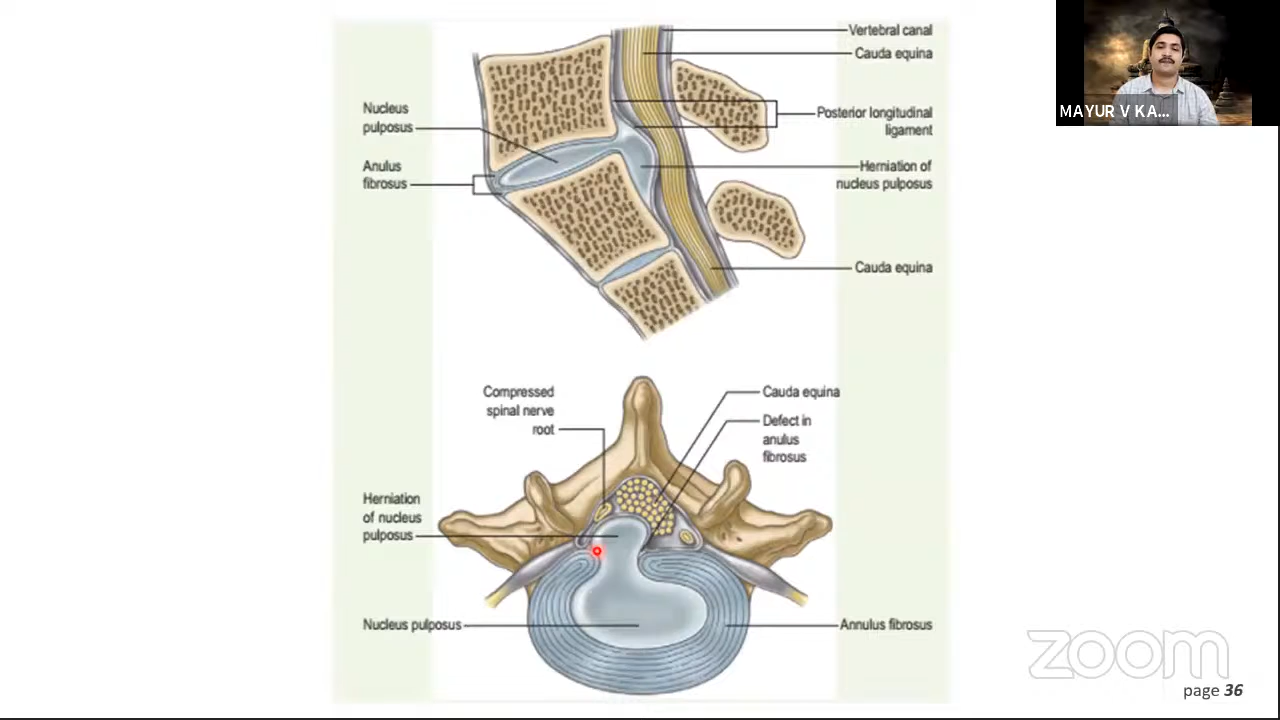 Vertebral canal
Cauda equina
MAYUR V KA...
Nucleus
pulposus
Posterior longitudinal
ligament
Anulus
fibrosus
Herniation of
nucleus pulposus
Cauda equina
Compressed
spinal nerve
root
Cauda equina
Defect in
anulus
fibrosus
Herniation
of nucleus
pulposus
Nucleus pulposus
Annulus fibrosus
zoom
page 36